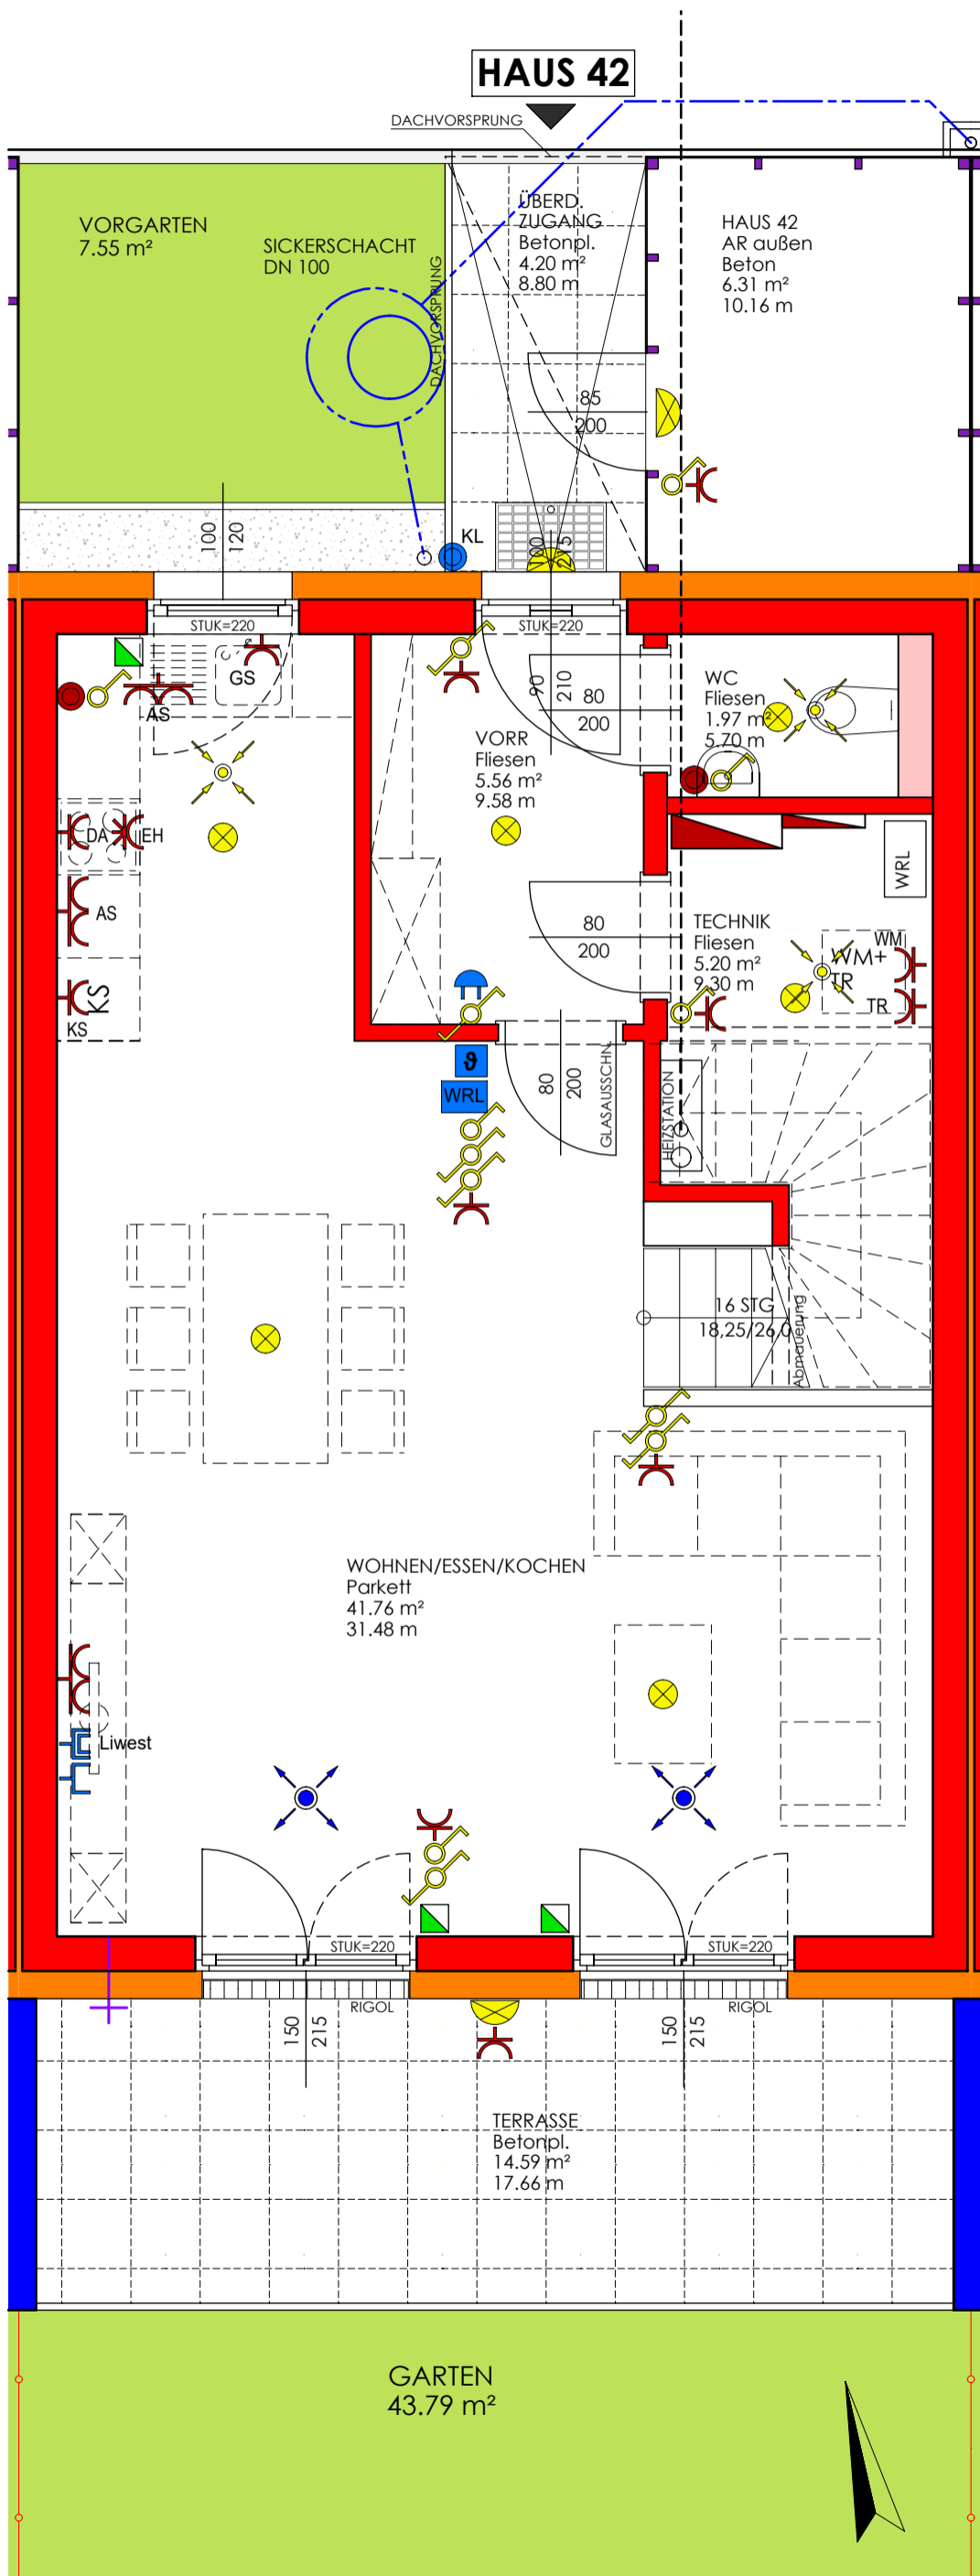 HAUS 42
DACHVORSPRUNG
VORGARTEN
7.55 m²
SICKERSCHACHT
DN 100
DACHVORSPRUNG
ÜBERD.
ZUGANG
Betonpl.
4.20 m²
8.80 m
HAUS 42
AR außen
Beton
6.31 m²
10.16 m
85
200
100
120
KL
100
215
STUK=220
STUK=220
GS
AS
90
210
80
200
WC
Fliesen
1.97 m²
5.70 m
VORR
Fliesen
5.56 m²
9.58 m
DA
EH
AS
KS
KS
WRL
80
200
TECHNIK
Fliesen
5.20 m²
9.30 m
WM
WM+
TR
TR
ϑ
WRL
80
200
GLASAUSSCHN.
HEIZSTATION
16 STG
18,25/26,0
Abmauerung
WOHNEN/ESSEN/KOCHEN
Parkett
41.76 m²
31.48 m
Liwest
STUK=220
STUK=220
RIGOL
RIGOL
150
215
150
215
TERRASSE
Betonpl.
14.59 m²
17.66 m
GARTEN
43.79 m²